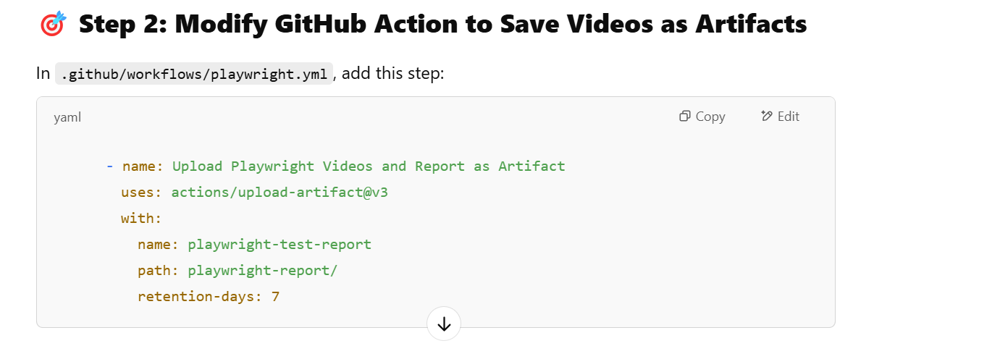 🎯 Step 2: Modify GitHub Action to Save Videos as Artifacts
In .github/workflows/playwright.yml, add this step:
yaml Copy Edit
- name: Upload Playwright Videos and Report as Artifact
uses: actions/upload-artifact@v3
with:
name: playwright-test-report
path: playwright-report/
retention-days: 7